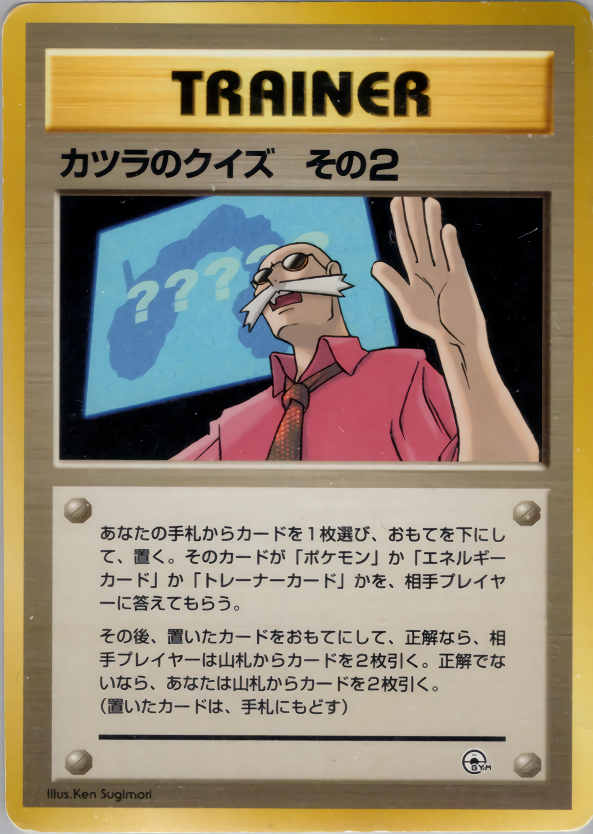 TRAINER
カツラのクイズ その2
?????
あなたの手札からカードを1枚選び、おもてを下にし
て、置く。そのカードが「ポケモン」か「エネルギー
カード」か「トレーナーカード」かを、相手プレイヤ
ーに答えてもらう。
その後、置いたカードをおもてにして、正解なら、相
手プレイヤーは山札からカードを2枚引く。正解でな
いなら、あなたは山札からカードを2枚引く。
(置いたカードは、手札にもどす)
GYM
Illus.Ken Sugimori